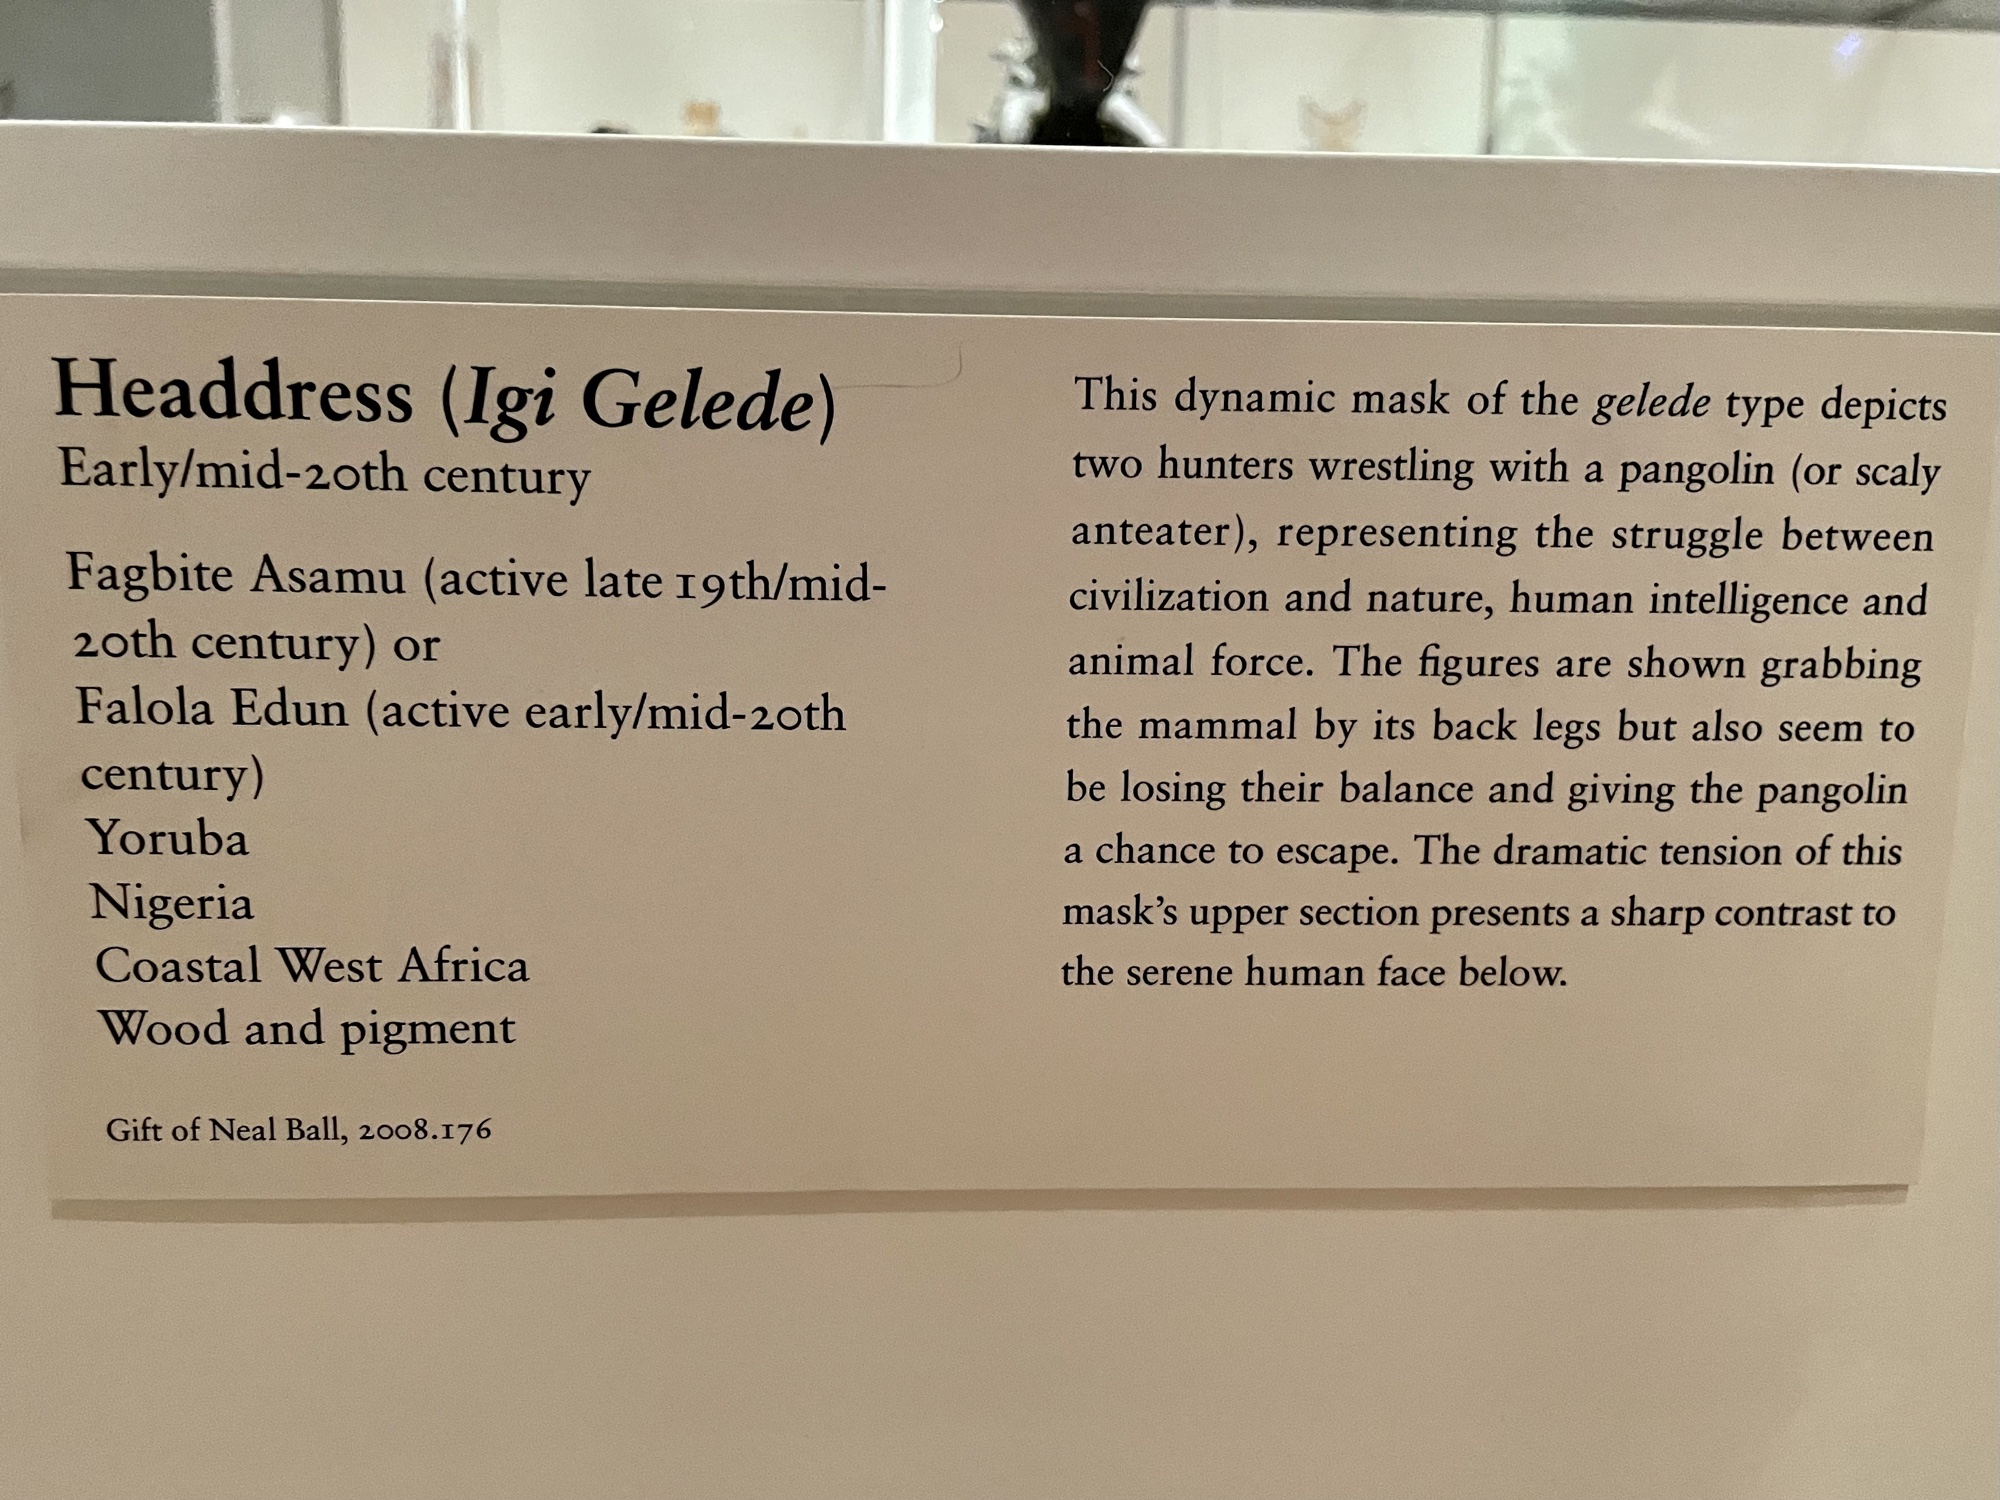 Headdress (Igi Gelede)
Early/mid-20th century
Fagbite Asamu (active late 19th/mid-
20th century) or
Falola Edun (active early/mid-20th
century)
Yoruba
Nigeria
Coastal West Africa
Wood and pigment
Gift of Neal Ball, 2008.176
This dynamic mask of the gelede type depicts
two hunters wrestling with a pangolin (or scaly
anteater), representing the struggle between
civilization and nature, human intelligence and
animal force. The figures are shown grabbing
the mammal by its back legs but also seem to
be losing their balance and giving the pangolin
a chance to escape. The dramatic tension of this
mask’s upper section presents a sharp contrast to
the serene human face below.